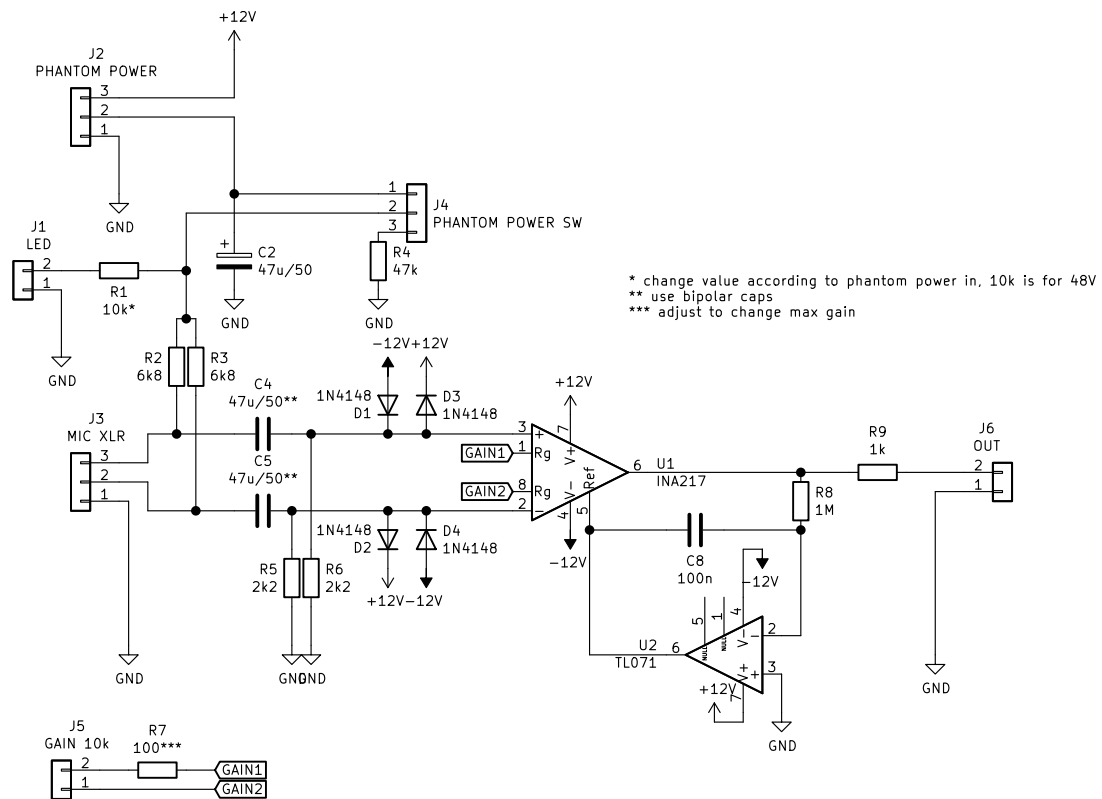 +12V
J2
PHANTOM POWER
3
2
1
GND
1
2
3
J4
PHANTOM POWER SW
J1
LED
2
1
R1
10k*
GND
+
C2
47u/50
GND
R4
47k
GND
* change value according to phantom power in, 10k is for 48V
** use bipolar caps
*** adjust to change max gain
R2
6k8
R3
6k8
-12V
+12V
C4
47u/50**
1N4148
D1
D3
1N4148
J3
MIC XLR
3
2
1
GND
C5
47u/50**
1N4148
D2
D4
1N4148
+12V
-12V
R5
2k2
R6
2k2
GND
GND
+12V
3
+
7
V+
GAIN1
1
Rg
GAIN2
8
Rg
2
-
V-
4
Ref
5
-12V
6
U1
INA217
R9
1k
J6
OUT
2
1
GND
R8
1M
C8
100n
-12V
5
NULL
1
NULL
4
V-
2
-
3
+
U2
TL071
6
V+
7
+12V
GND
J5
GAIN 10k
2
1
R7
100***
GAIN1
GAIN2